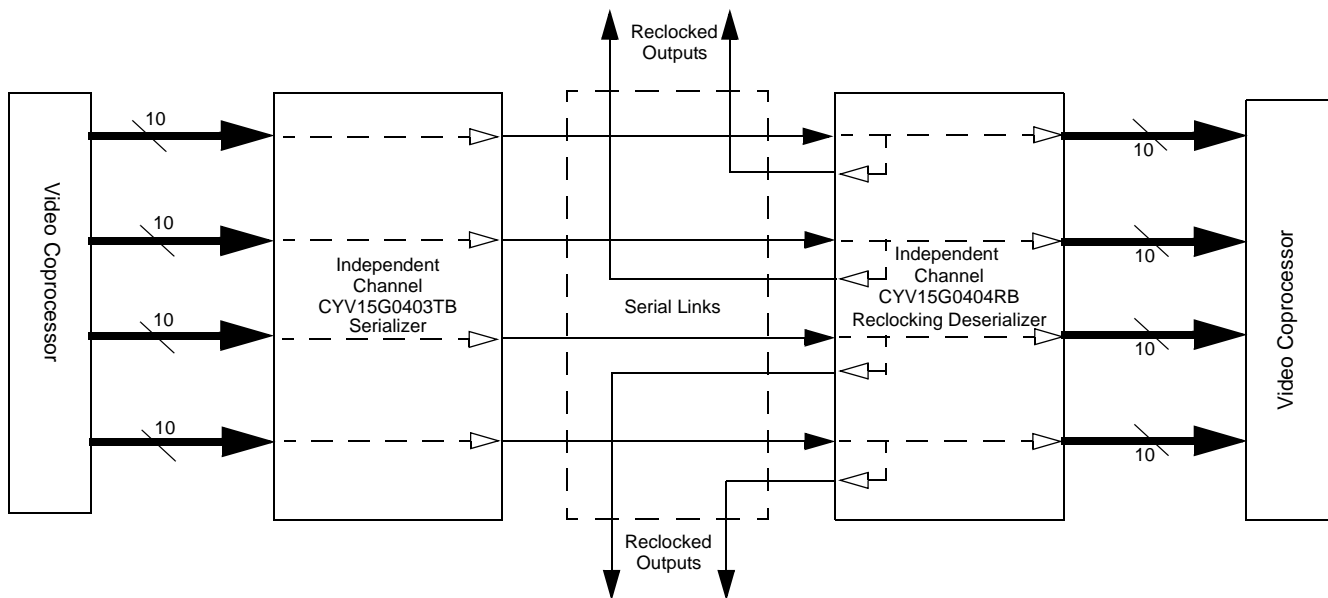 Reclocked
Outputs
10
10
10
10
Video Coprocessor
Independent
Channel
CYV15G0403TB
Serializer
Serial Links
Independent
Channel
CYV15G0404RB
Reclocking Deserializer
10
10
10
10
Video Coprocessor
Reclocked
Outputs